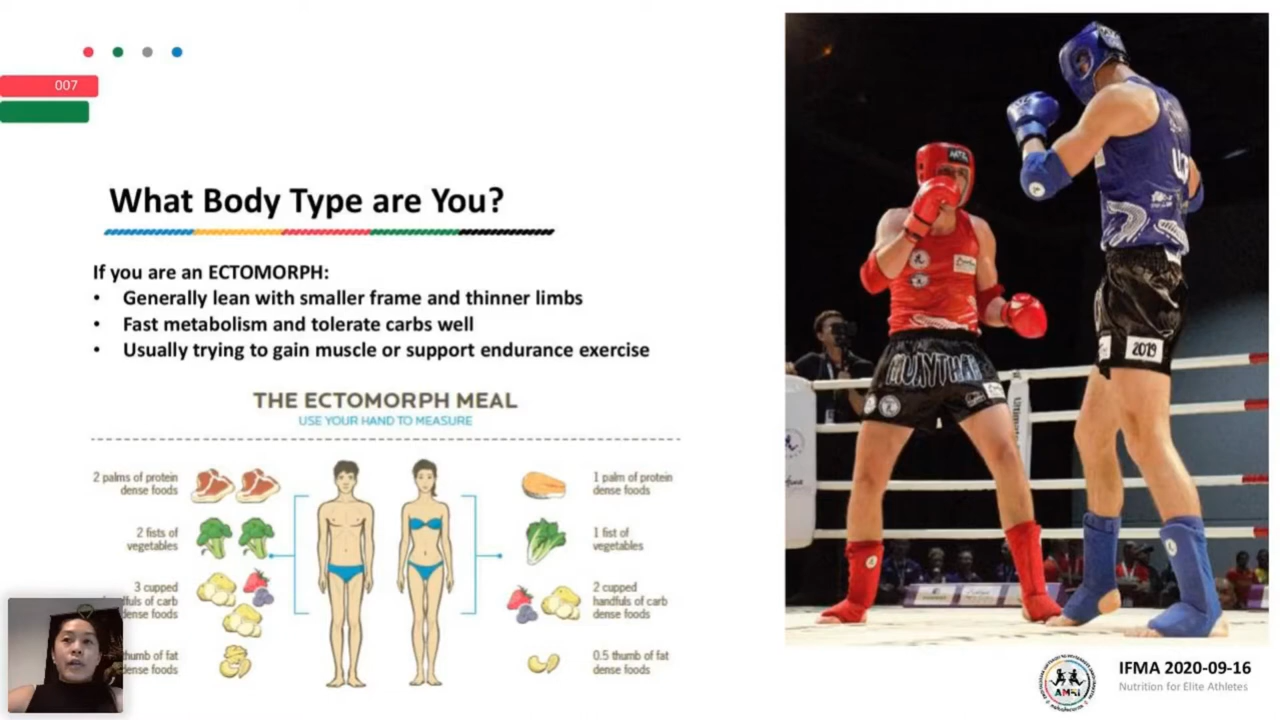 007
What Body Type are You?
If you are an ECTOMORPH:
• Generally lean with smaller frame and thinner limbs
• Fast metabolism and tolerate carbs well
• Usually trying to gain muscle or support endurance exercise
THE ECTOMORPH MEAL
USE YOUR HAND TO MEASURE
2 palms of protein
dense foods
2 fists of
vegetables
3 cupped
of carb
dense foods
thumb of fat
dense foods
1 palm of protein
dense foods
1 fist of
vegetables
2 cupped
handfuls of carb
dense foods
0.5 thumb of fat
dense foods
MUAYTHAI
2019
AMRI
IFMA 2020-09-16
Nutrition for Elite Athletes